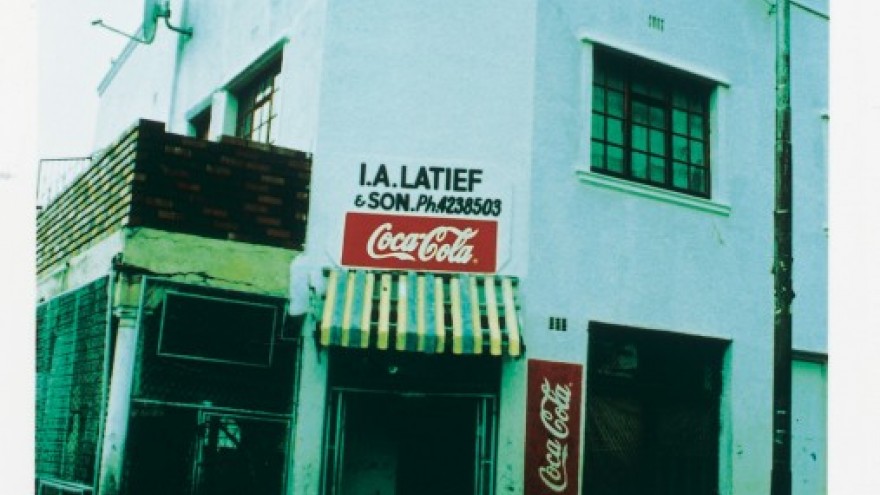 I.A. LATIEF
& SON. Ph.4238503
Coca-Cola
Coca-Cola